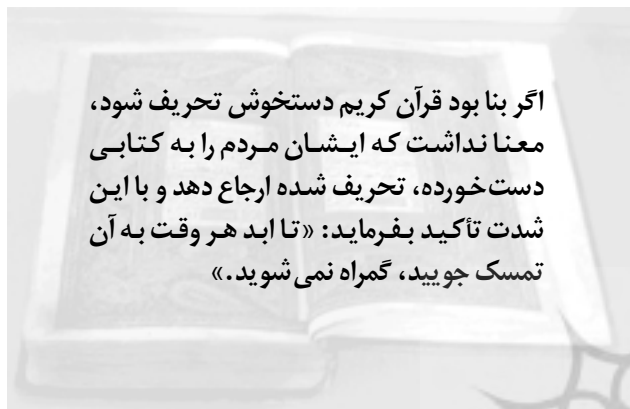 اگر بنا بود قرآن کریم دستخوش تحریف شود،
معنا نداشت که ایشان مردم را به کتابی
دست‌خورده، تحریف شده ارجاع دهد و با این
شدت تأکید بفرماید: «تا ابد هر وقت به آن
تمسک جویید، گمراه نمی‌شوید.»